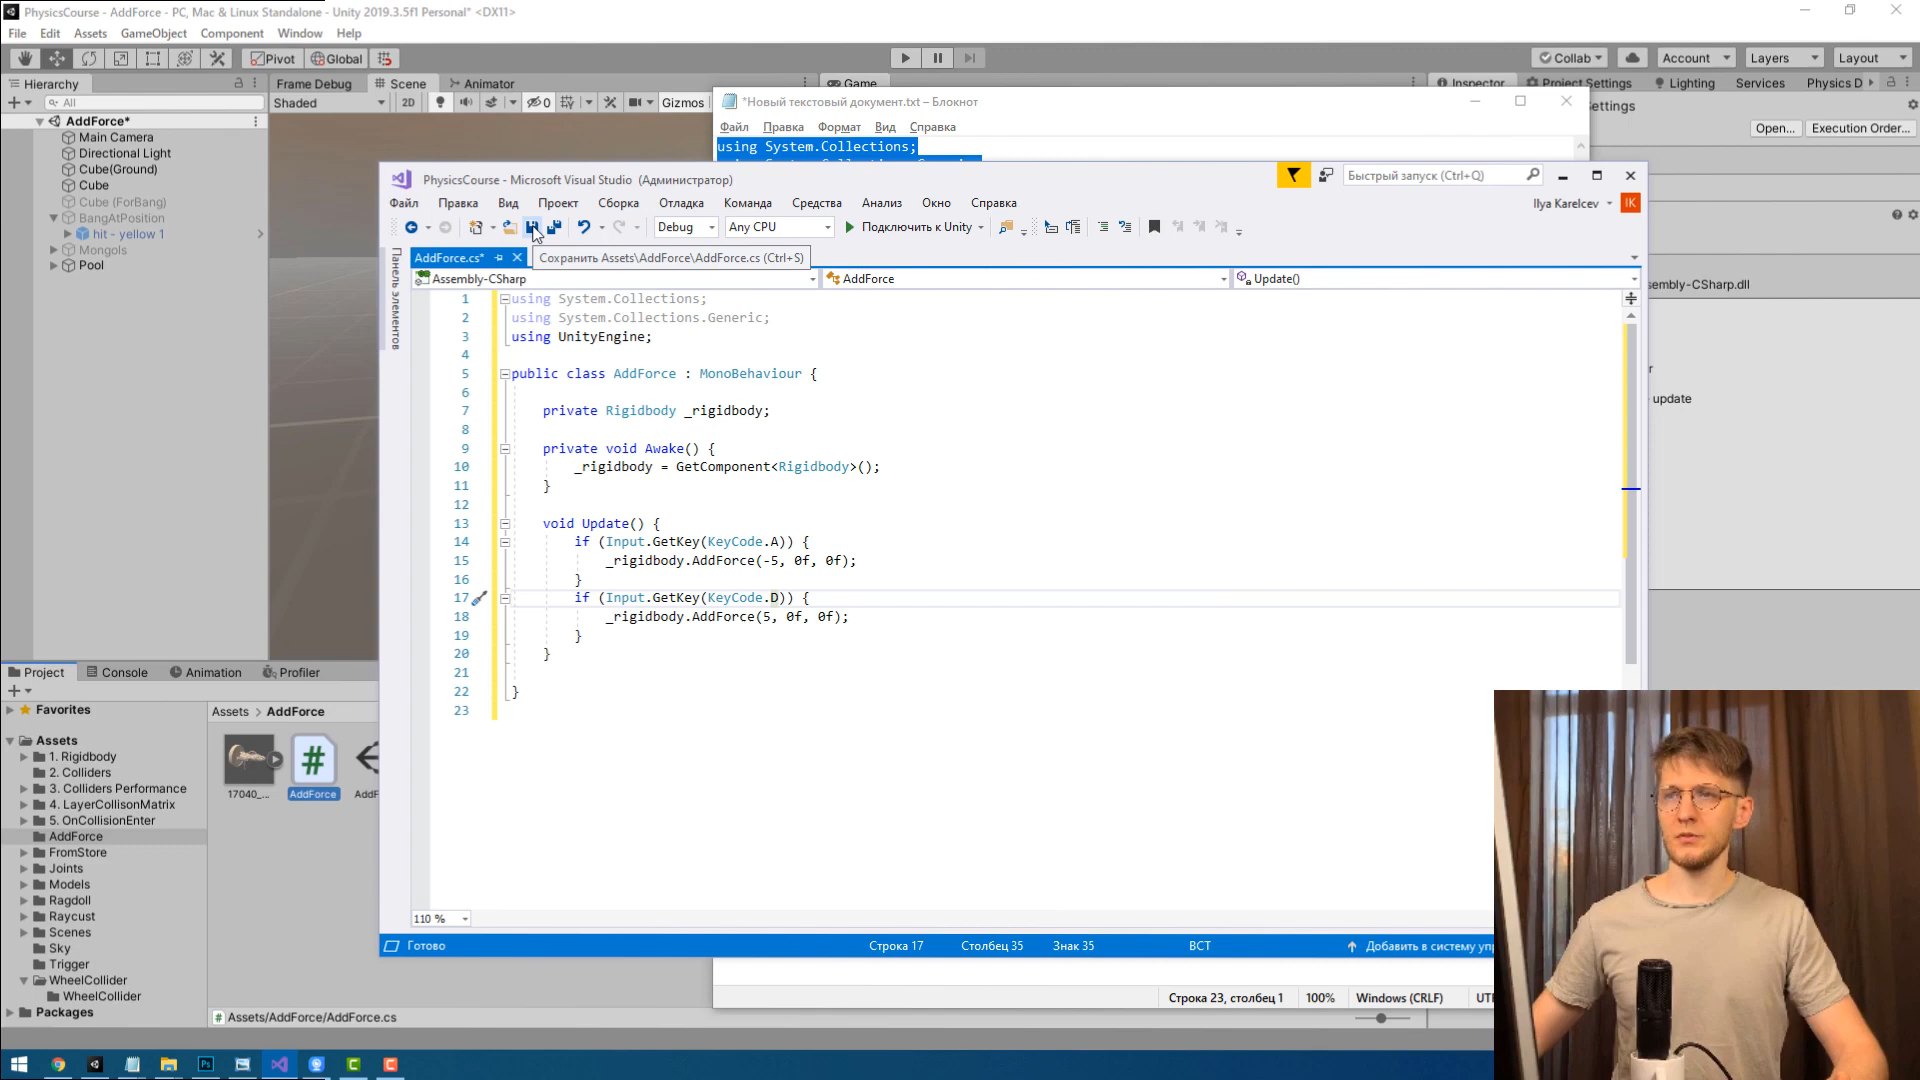 PhysicsCourse - AddForce - PC, Mac & Linux Standalone - Unity 2019.3.5f1 Personal* <DX11>
File Edit Assets GameObject Component Window Help
Pivot Global Collab Account Layers Layout
Hierarchy Frame Debug Scene Animator Game Inspector Project Settings Lighting Services Physics D
All Shaded 2D 0 Gizmos
*Новый текстовый документ.txt – Блокнот
Файл Правка Формат Вид Справка
using System.Collections;
Settings
Open... Execution Order...
AddForce*
Main Camera
Directional Light
Cube(Ground)
Cube
Cube (ForBang)
BangAtPosition
hit - yellow 1
Mongols
Pool
PhysicsCourse - Microsoft Visual Studio (Администратор)
Быстрый запуск (Ctrl+Q)
Файл Правка Вид Проект Сборка Отладка Команда Средства Анализ Окно Справка
Ilya Karelcev IK
Debug Any CPU Подключить к Unity
AddForce.cs*
Сохранить Assets\AddForce\AddForce.cs (Ctrl+S)
Панель элементов
Assembly-CSharp AddForce Update()
sembly-CSharp.dll
update
1 using System.Collections;
2 using System.Collections.Generic;
3 using UnityEngine;
4
5 public class AddForce : MonoBehaviour {
6
7 private Rigidbody _rigidbody;
8
9 private void Awake() {
10 _rigidbody = GetComponent<Rigidbody>();
11 }
12
13 void Update() {
14 if (Input.GetKey(KeyCode.A)) {
15 _rigidbody.AddForce(-5, 0f, 0f);
16 }
17 if (Input.GetKey(KeyCode.D)) {
18 _rigidbody.AddForce(5, 0f, 0f);
19 }
20 }
21
22 }
23
110 %
Готово Строка 17 Столбец 35 Знак 35 ВСТ Добавить в систему упр
Строка 23, столбец 1 100% Windows (CRLF) UT
Project Console Animation Profiler
Favorites
Assets
1. Rigidbody
2. Colliders
3. Colliders Performance
4. LayerCollisonMatrix
5. OnCollisionEnter
AddForce
FromStore
Joints
Models
Ragdoll
Raycust
Scenes
Sky
Trigger
WheelCollider
WheelCollider
Packages
Assets > AddForce
17040_... AddForce AddF
Assets/AddForce/AddForce.cs